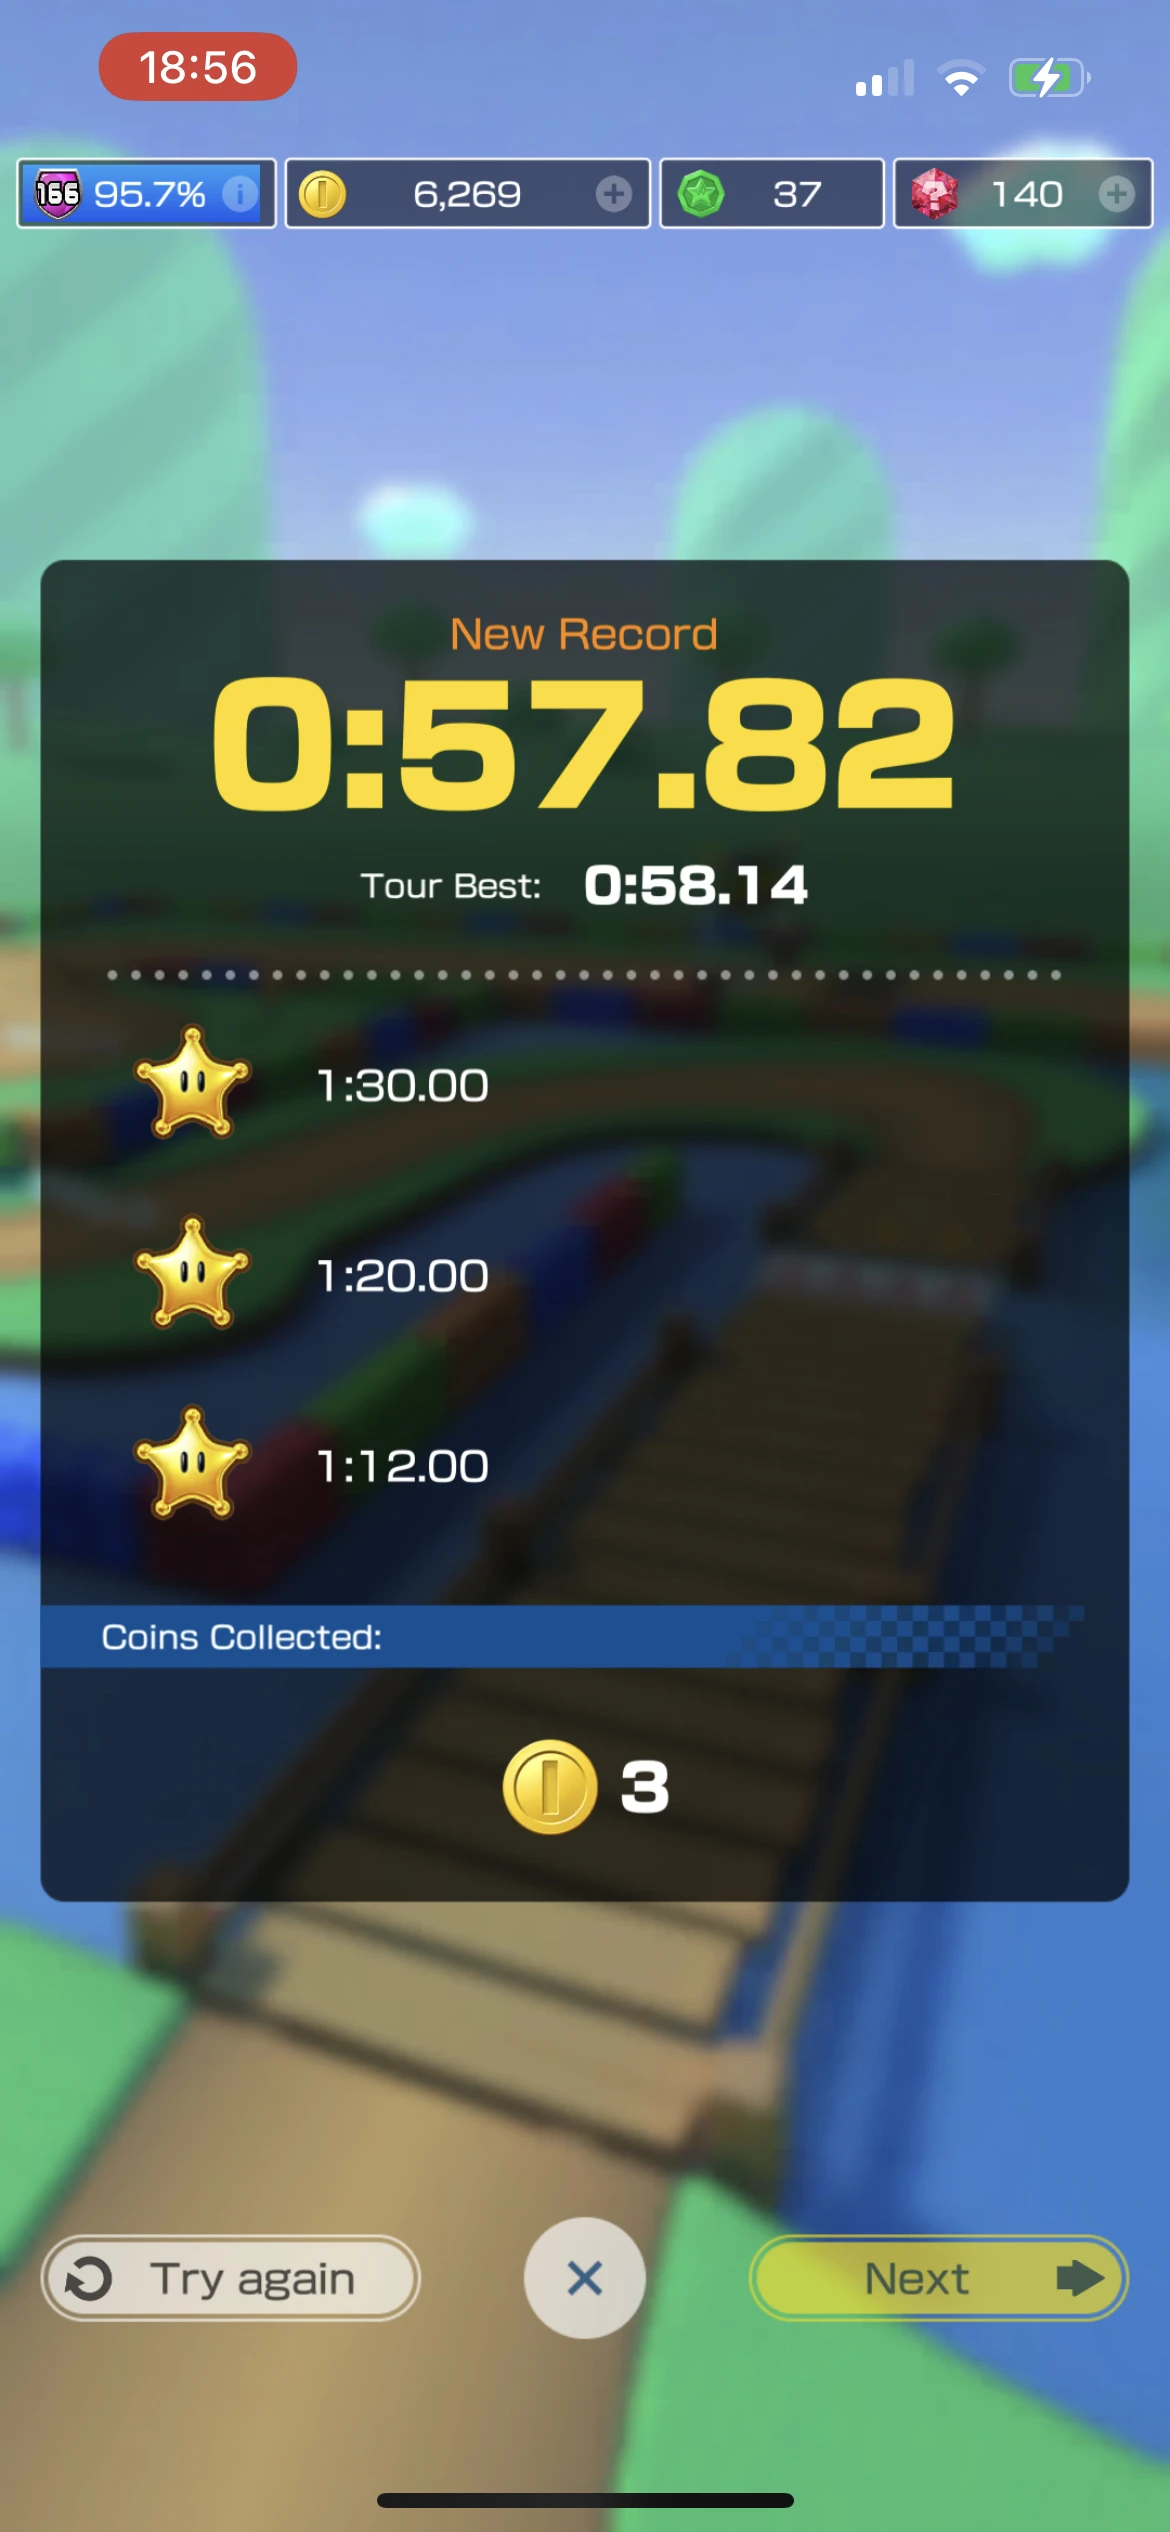 18:56
166 95.7% i 6,269 + 37 ? 140 +
New Record
0:57.82
Tour Best: 0:58.14
1:30.00
1:20.00
1:12.00
Coins Collected:
3
Try again × Next